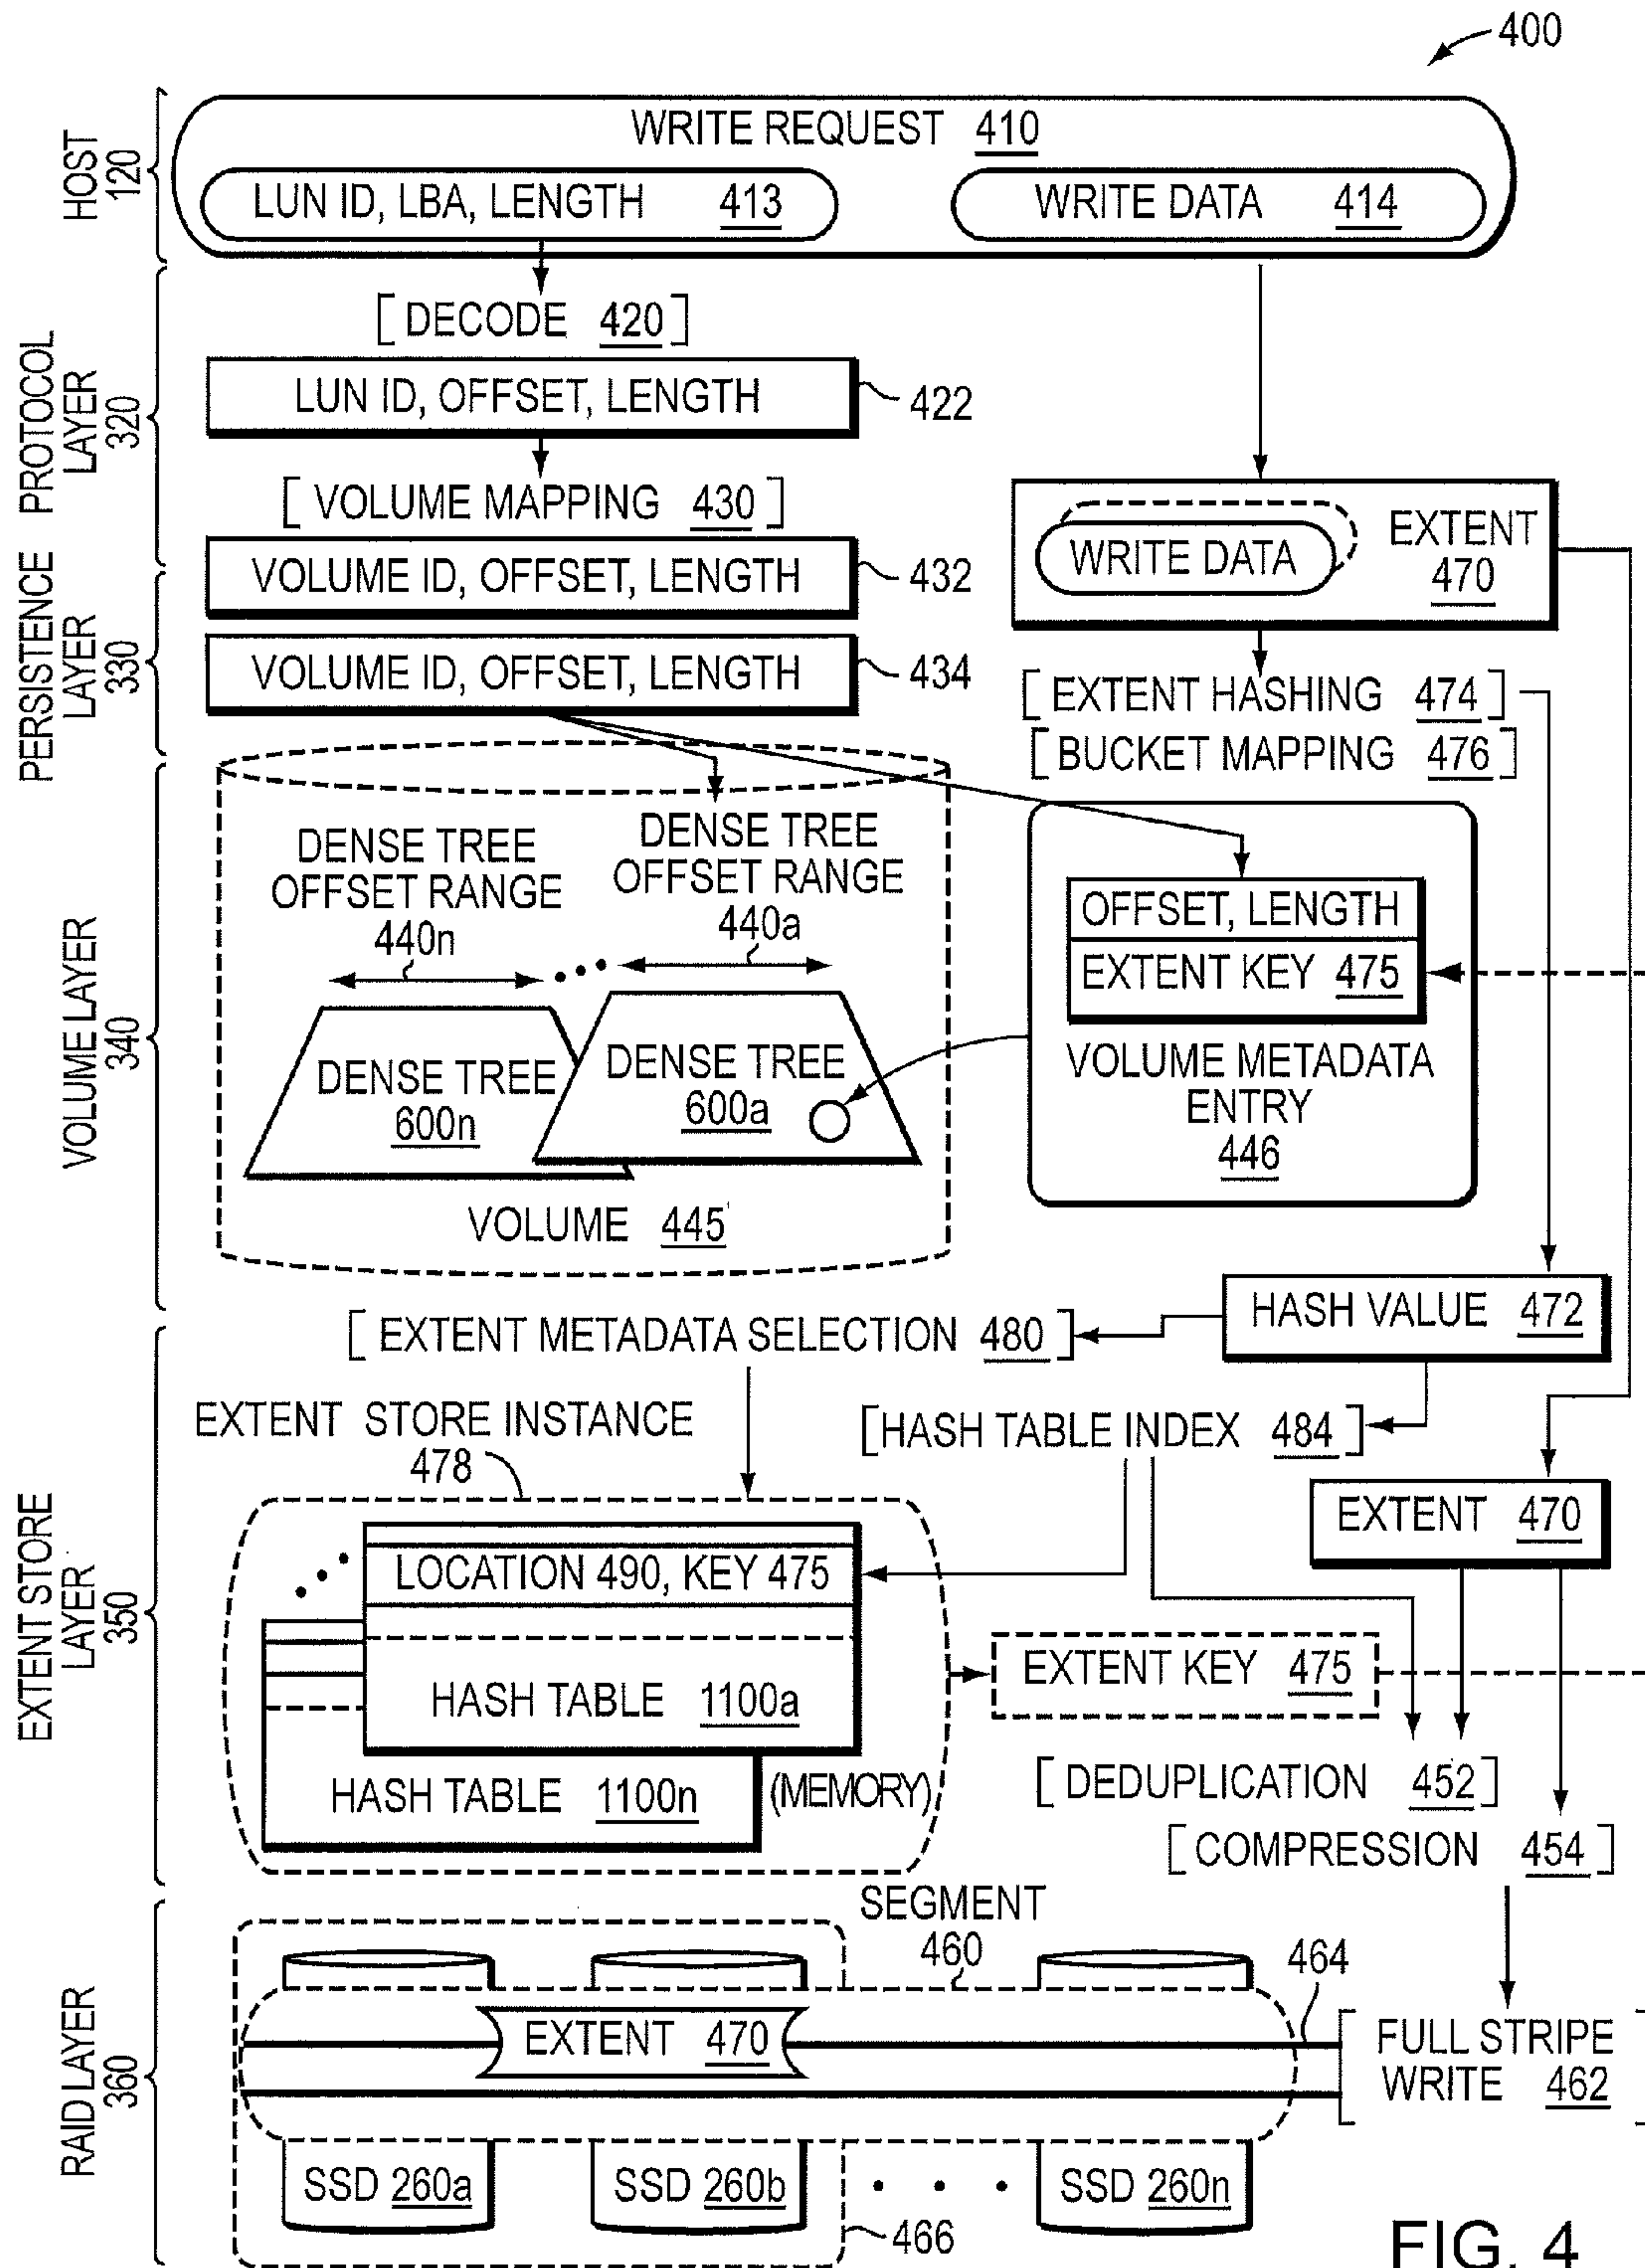 400
HOST
120
WRITE REQUEST 410
LUN ID, LBA, LENGTH 413
WRITE DATA 414
PROTOCOL
LAYER
320
[DECODE 420]
LUN ID, OFFSET, LENGTH
422
[VOLUME MAPPING 430]
VOLUME ID, OFFSET, LENGTH
432
WRITE DATA
EXTENT
470
PERSISTENCE
LAYER
330
VOLUME ID, OFFSET, LENGTH
434
[EXTENT HASHING 474]
[BUCKET MAPPING 476]
VOLUME LAYER
340
DENSE TREE
OFFSET RANGE
440n
DENSE TREE
OFFSET RANGE
440a
DENSE TREE
600n
DENSE TREE
600a
VOLUME 445
OFFSET, LENGTH
EXTENT KEY 475
VOLUME METADATA
ENTRY
446
HASH VALUE 472
EXTENT STORE
LAYER
350
[EXTENT METADATA SELECTION 480]
EXTENT STORE INSTANCE
478
[HASH TABLE INDEX 484]
EXTENT 470
LOCATION 490, KEY 475
HASH TABLE 1100a
HASH TABLE 1100n
(MEMORY)
EXTENT KEY 475
[DEDUPLICATION 452]
[COMPRESSION 454]
RAID LAYER
360
SEGMENT
460
464
EXTENT 470
[FULL STRIPE
WRITE 462]
SSD 260a
SSD 260b
SSD 260n
466
FIG. 4